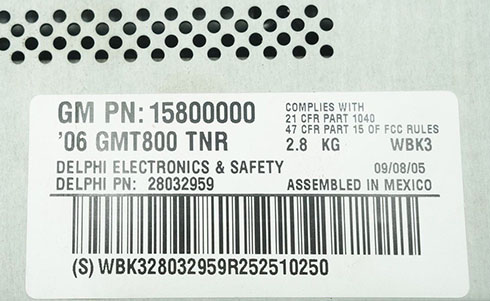 GM PN: 15800000
'06 GMT800 TNR
COMPLIES WITH
21 CFR PART 1040
47 CFR PART 15 OF FCC RULES
2.8 KG WBK3
DELPHI ELECTRONICS & SAFETY 09/08/05
DELPHI PN: 28032959 ASSEMBLED IN MEXICO
(S) WBK328032959R252510250